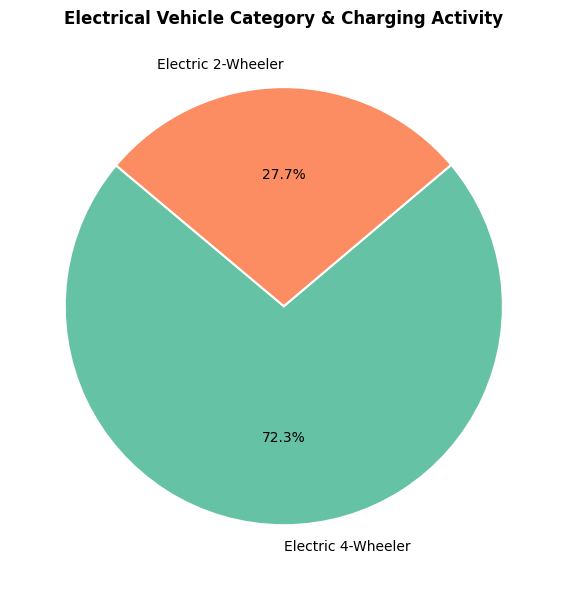 Electrical Vehicle Category & Charging Activity
Electric 2-Wheeler
27.7%
72.3%
Electric 4-Wheeler